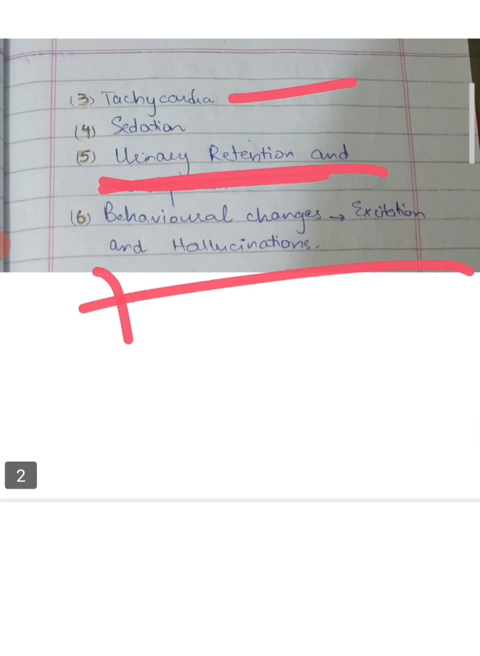 (3) Tachycardia
(4) Sedation
(5) Urinary Retention and
(6) Behavioural changes → Excitation
and Hallucinations.
2